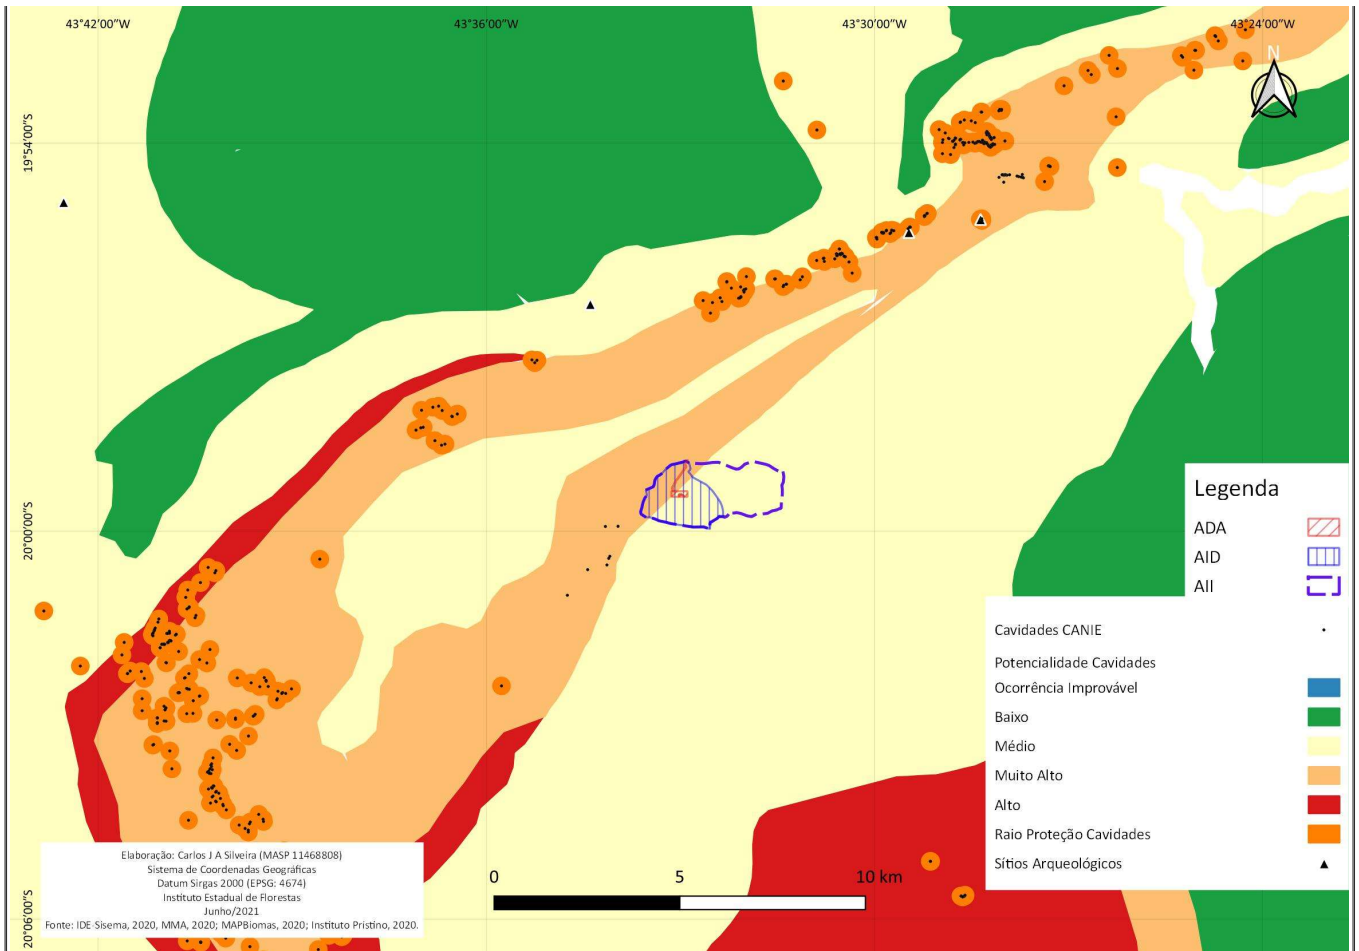 43°42'00"W
43°36'00"W
43°30'00"W
43°24'00"W
N
19°54'00"S
20°00'00"S
20°06'00"S
Legenda
ADA
AID
AII
Cavidades CANIE
Potencialidade Cavidades
Ocorrência Improvável
Baixo
Médio
Muito Alto
Alto
Raio Proteção Cavidades
Sítios Arqueológicos
0 5 10 km
Elaboração: Carlos J A Silveira (MASP 11468808)
Sistema de Coordenadas Geográficas
Datum Sirgas 2000 (EPSG: 4674)
Instituto Estadual de Florestas
Junho/2021
Fonte: IDE-Sisema, 2020, MMA, 2020; MAPBiomas, 2020; Instituto Pristino, 2020.